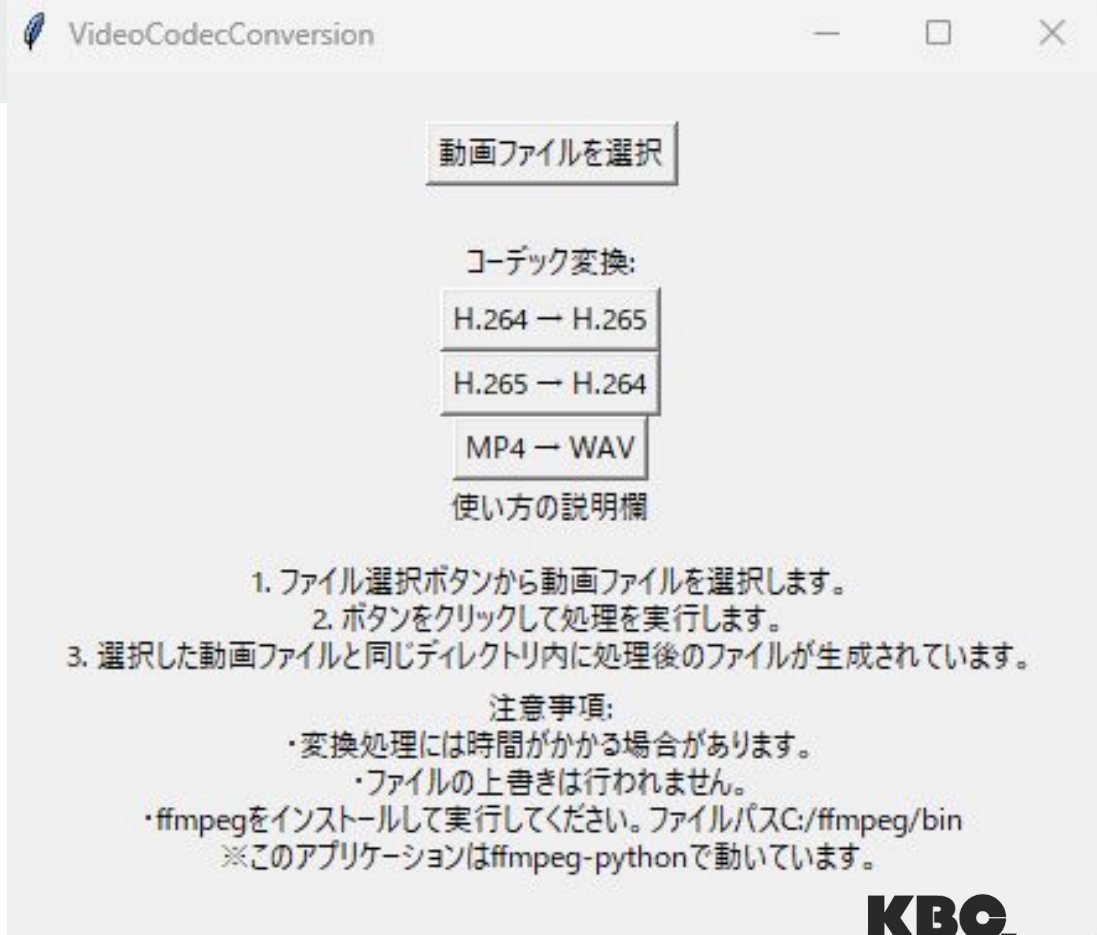 VideoCodecConversion
動画ファイルを選択
コーデック変換:
H.264 → H.265
H.265 → H.264
MP4 → WAV
使い方の説明欄
1. ファイル選択ボタンから動画ファイルを選択します。
2. ボタンをクリックして処理を実行します。
3. 選択した動画ファイルと同じディレクトリ内に処理後のファイルが生成されています。
注意事項:
・変換処理には時間がかかる場合があります。
・ファイルの上書きは行われません。
・ffmpegをインストールして実行してください。ファイルパスC:/ffmpeg/bin
※このアプリケーションはffmpeg-pythonで動いています。
KBC